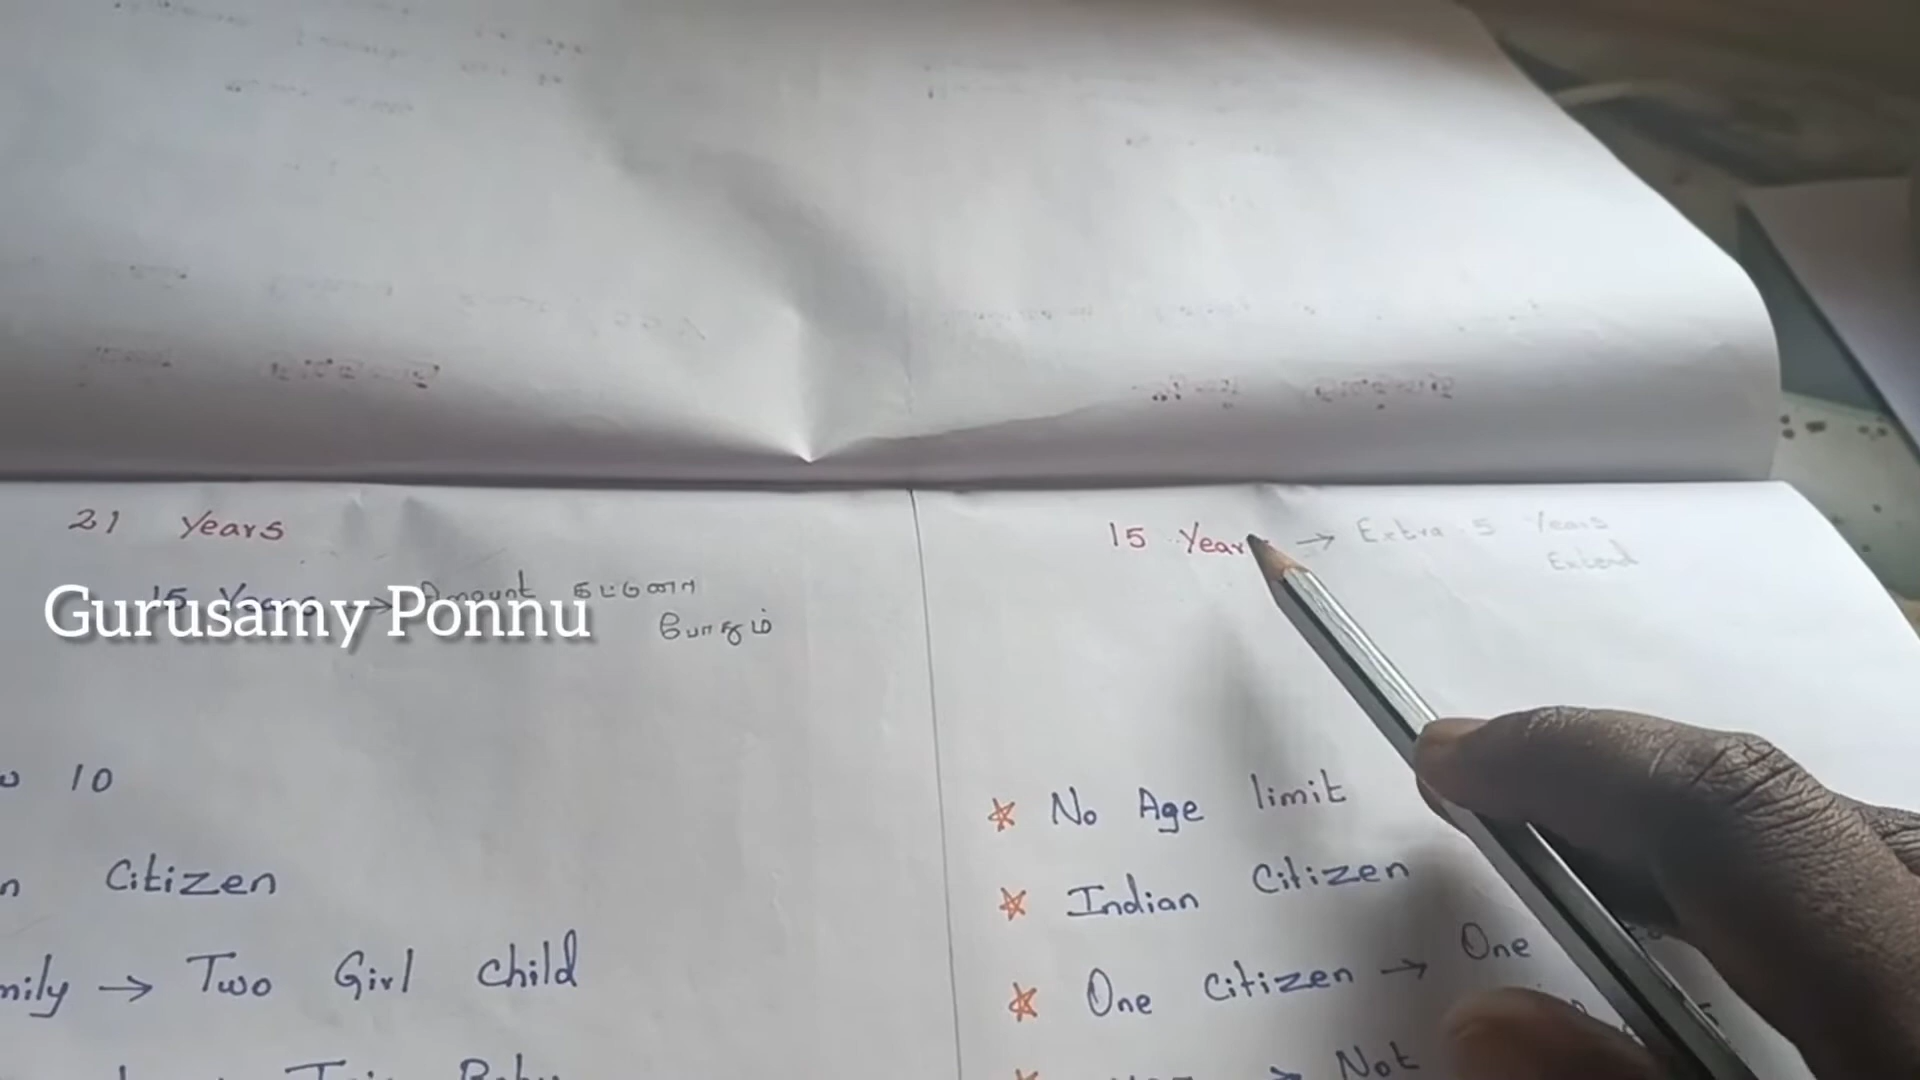 21 Years
15 Years → Amount கட்டினா
போதும்
Gurusamy Ponnu
10
Citizen
mily → Two Girl Child
Baby
15 Years → Extra 5 Years
Extend
* No Age limit
* Indian Citizen
* One Citizen → One
→ Not